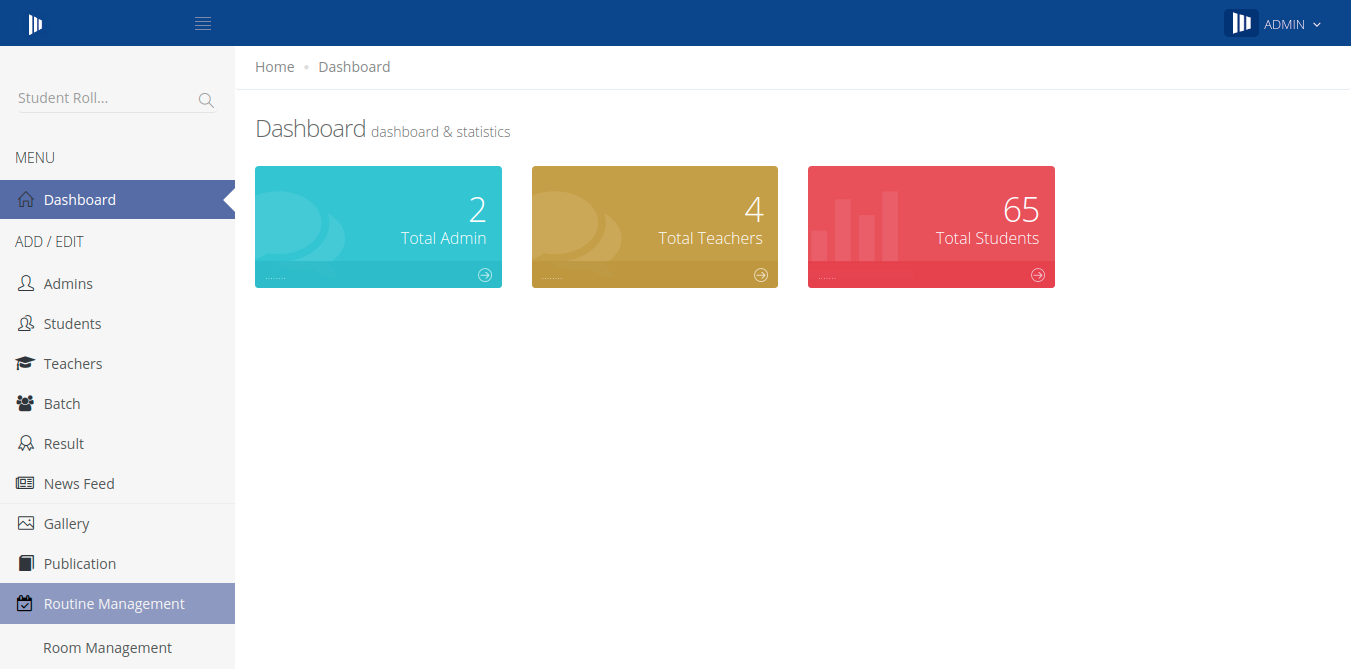 ADMIN
Home • Dashboard
Student Roll...
Dashboard dashboard & statistics
MENU
Dashboard
ADD / EDIT
Admins
Students
Teachers
Batch
Result
News Feed
Gallery
Publication
Routine Management
Room Management
2
Total Admin
........
4
Total Teachers
........
65
Total Students
.......